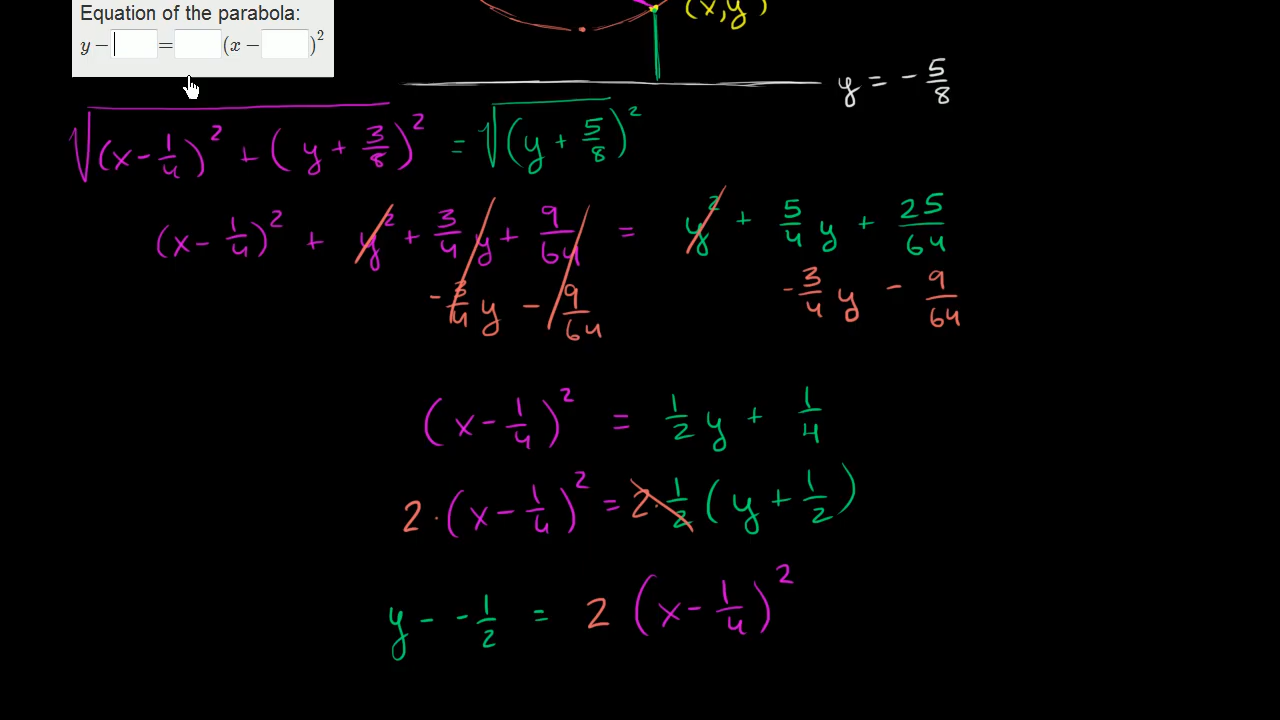 Equation of the parabola:
(x,y)
y − = (x − )²
y = - 5/8
√((x - 1/4)² + (y + 3/8)²) = √((y + 5/8)²)
(x - 1/4)² + y² + 3/4 y + 9/64 = y² + 5/4 y + 25/64
- 3/4 y - 9/64 - 3/4 y - 9/64
(x - 1/4)² = 1/2 y + 1/4
2 · (x - 1/4)² = 2 · 1/2 (y + 1/2)
y - - 1/2 = 2 (x - 1/4)²